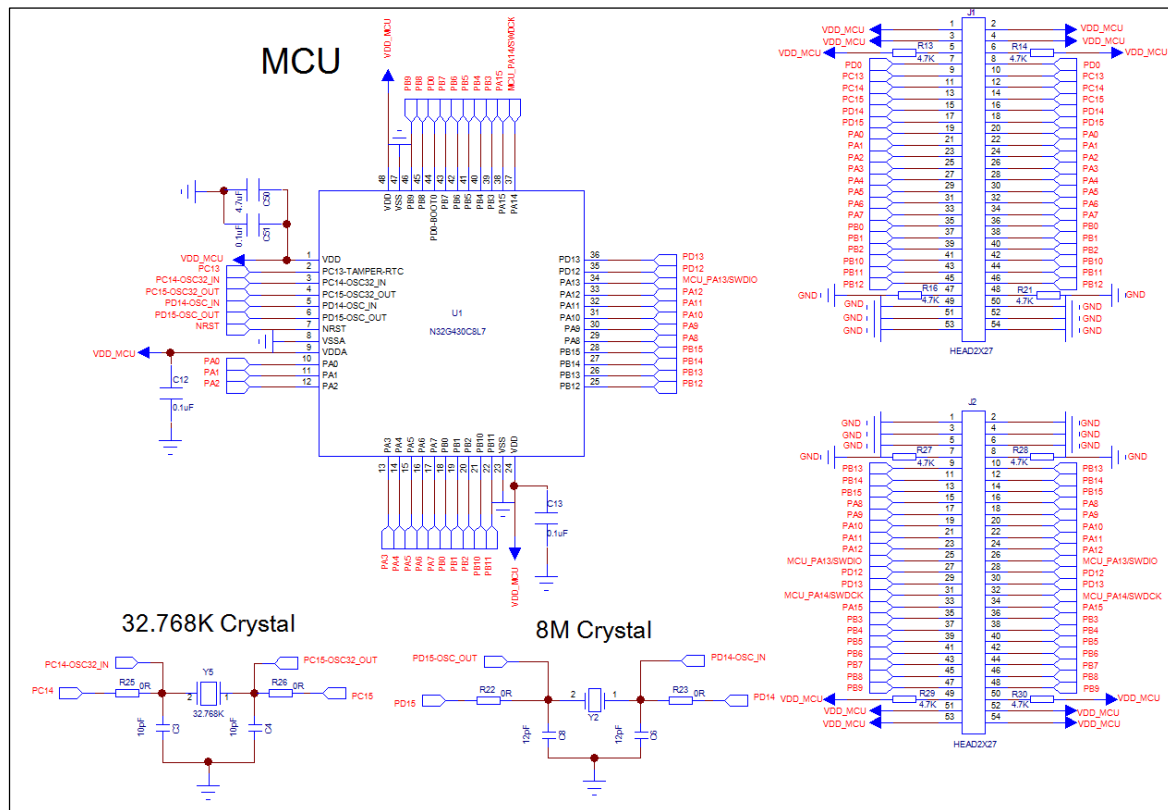 MCU
VDD_MCU
PB9
PB8
PD0
PB7
PB6
PB5
PB4
PB3
PA15
MCU_PA14/SWDCK
48 47 46 45 44 43 42 41 40 39 38 37
VDD
VSS
PB9
PB8
PD0-BOOT0
PB7
PB6
PB5
PB4
PB3
PA15
PA14
4.7uF C50
0.1uF C51
VDD_MCU 1 VDD
PC13 2 PC13-TAMPER-RTC
PC14-OSC32_IN 3 PC14-OSC32_IN
PC15-OSC32_OUT 4 PC15-OSC32_OUT
PD14-OSC_IN 5 PD14-OSC_IN
PD15-OSC_OUT 6 PD15-OSC_OUT
NRST 7 NRST
8 VSSA
VDD_MCU 9 VDDA
PA0 10 PA0
PA1 11 PA1
PA2 12 PA2
C12
0.1uF
U1
N32G430C8L7
PD13 36 PD13
PD12 35 PD12
PA13 34 MCU_PA13/SWDIO
PA12 33 PA12
PA11 32 PA11
PA10 31 PA10
PA9 30 PA9
PA8 29 PA8
PB15 28 PB15
PB14 27 PB14
PB13 26 PB13
PB12 25 PB12
PA3
PA4
PA5
PA6
PA7
PB0
PB1
PB2
PB10
PB11
VSS
VDD
13 14 15 16 17 18 19 20 21 22 23 24
PA3
PA4
PA5
PA6
PA7
PB0
PB1
PB2
PB10
PB11
VDD_MCU
C13
0.1uF
32.768K Crystal
PC14-OSC32_IN
PC15-OSC32_OUT
PC14 R25 0R
Y5
2 1
32.768K
R26 0R PC15
10pF C3
10pF C4
8M Crystal
PD15-OSC_OUT
PD14-OSC_IN
PD15 R22 0R
2 1
Y2
R23 0R PD14
12pF C8
12pF C6
J1
VDD_MCU 1 2 VDD_MCU
VDD_MCU 3 4 VDD_MCU
VDD_MCU R13 4.7K 5 6 R14 4.7K VDD_MCU
PD0 7 8 PD0
PC13 9 10 PC13
PC14 11 12 PC14
PC15 13 14 PC15
PD14 15 16 PD14
PD15 17 18 PD15
PA0 19 20 PA0
PA1 21 22 PA1
PA2 23 24 PA2
PA3 25 26 PA3
PA4 27 28 PA4
PA5 29 30 PA5
PA6 31 32 PA6
PA7 33 34 PA7
PB0 35 36 PB0
PB1 37 38 PB1
PB2 39 40 PB2
PB10 41 42 PB10
PB11 43 44 PB11
PB12 45 46 PB12
GND R16 4.7K 47 48 R21 4.7K GND
GND 49 50 GND
GND 51 52 GND
GND 53 54 GND
HEAD2X27
J2
GND 1 2 GND
GND 3 4 GND
GND 5 6 GND
GND R27 4.7K 7 8 R28 4.7K GND
PB13 9 10 PB13
PB14 11 12 PB14
PB15 13 14 PB15
PA8 15 16 PA8
PA9 17 18 PA9
PA10 19 20 PA10
PA11 21 22 PA11
PA12 23 24 PA12
MCU_PA13/SWDIO 25 26 MCU_PA13/SWDIO
PD12 27 28 PD12
PD13 29 30 PD13
MCU_PA14/SWDCK 31 32 MCU_PA14/SWDCK
PA15 33 34 PA15
PB3 35 36 PB3
PB4 37 38 PB4
PB5 39 40 PB5
PB6 41 42 PB6
PB7 43 44 PB7
PB8 45 46 PB8
PB9 47 48 PB9
VDD_MCU R29 4.7K 49 50 R30 4.7K VDD_MCU
VDD_MCU 51 52 VDD_MCU
VDD_MCU 53 54 VDD_MCU
HEAD2X27